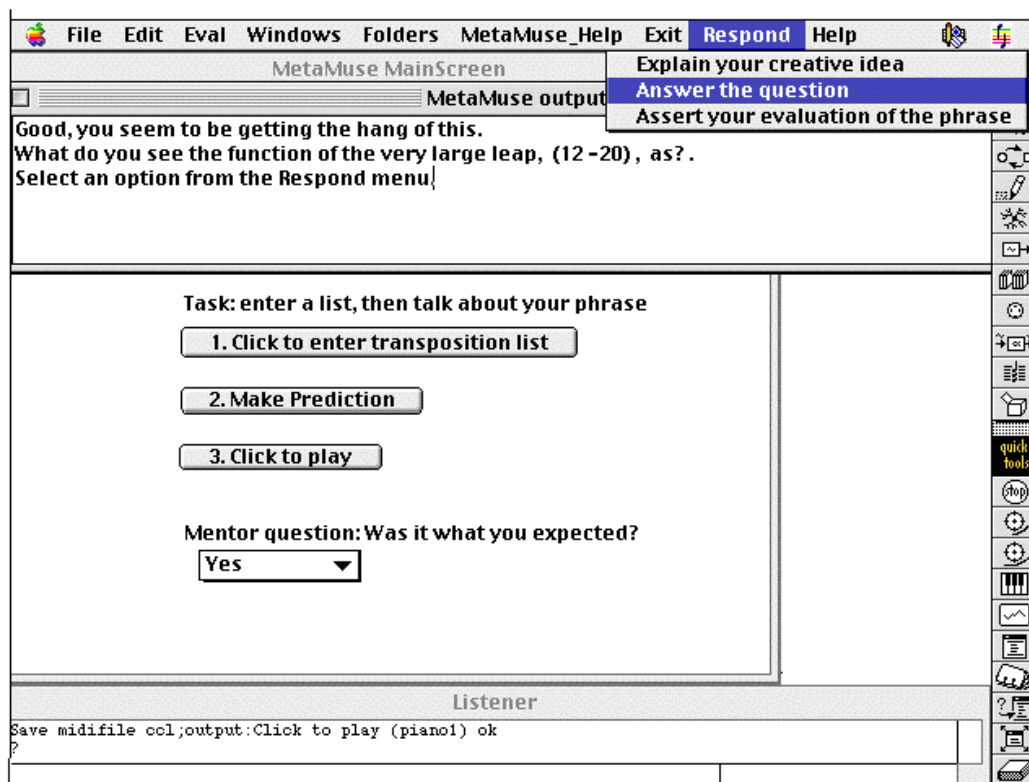 File Edit Eval Windows Folders MetaMuse_Help Exit Respond Help
Explain your creative idea
Answer the question
Assert your evaluation of the phrase
MetaMuse MainScreen
MetaMuse output
Good, you seem to be getting the hang of this.
What do you see the function of the very large leap, (12 -20) , as? .
Select an option from the Respond menu.
Task: enter a list, then talk about your phrase
1. Click to enter transposition list
2. Make Prediction
3. Click to play
Mentor question: Was it what you expected?
Yes
quick
tools
stop
Listener
Save midifile ccl;output:Click to play (piano1) ok
?